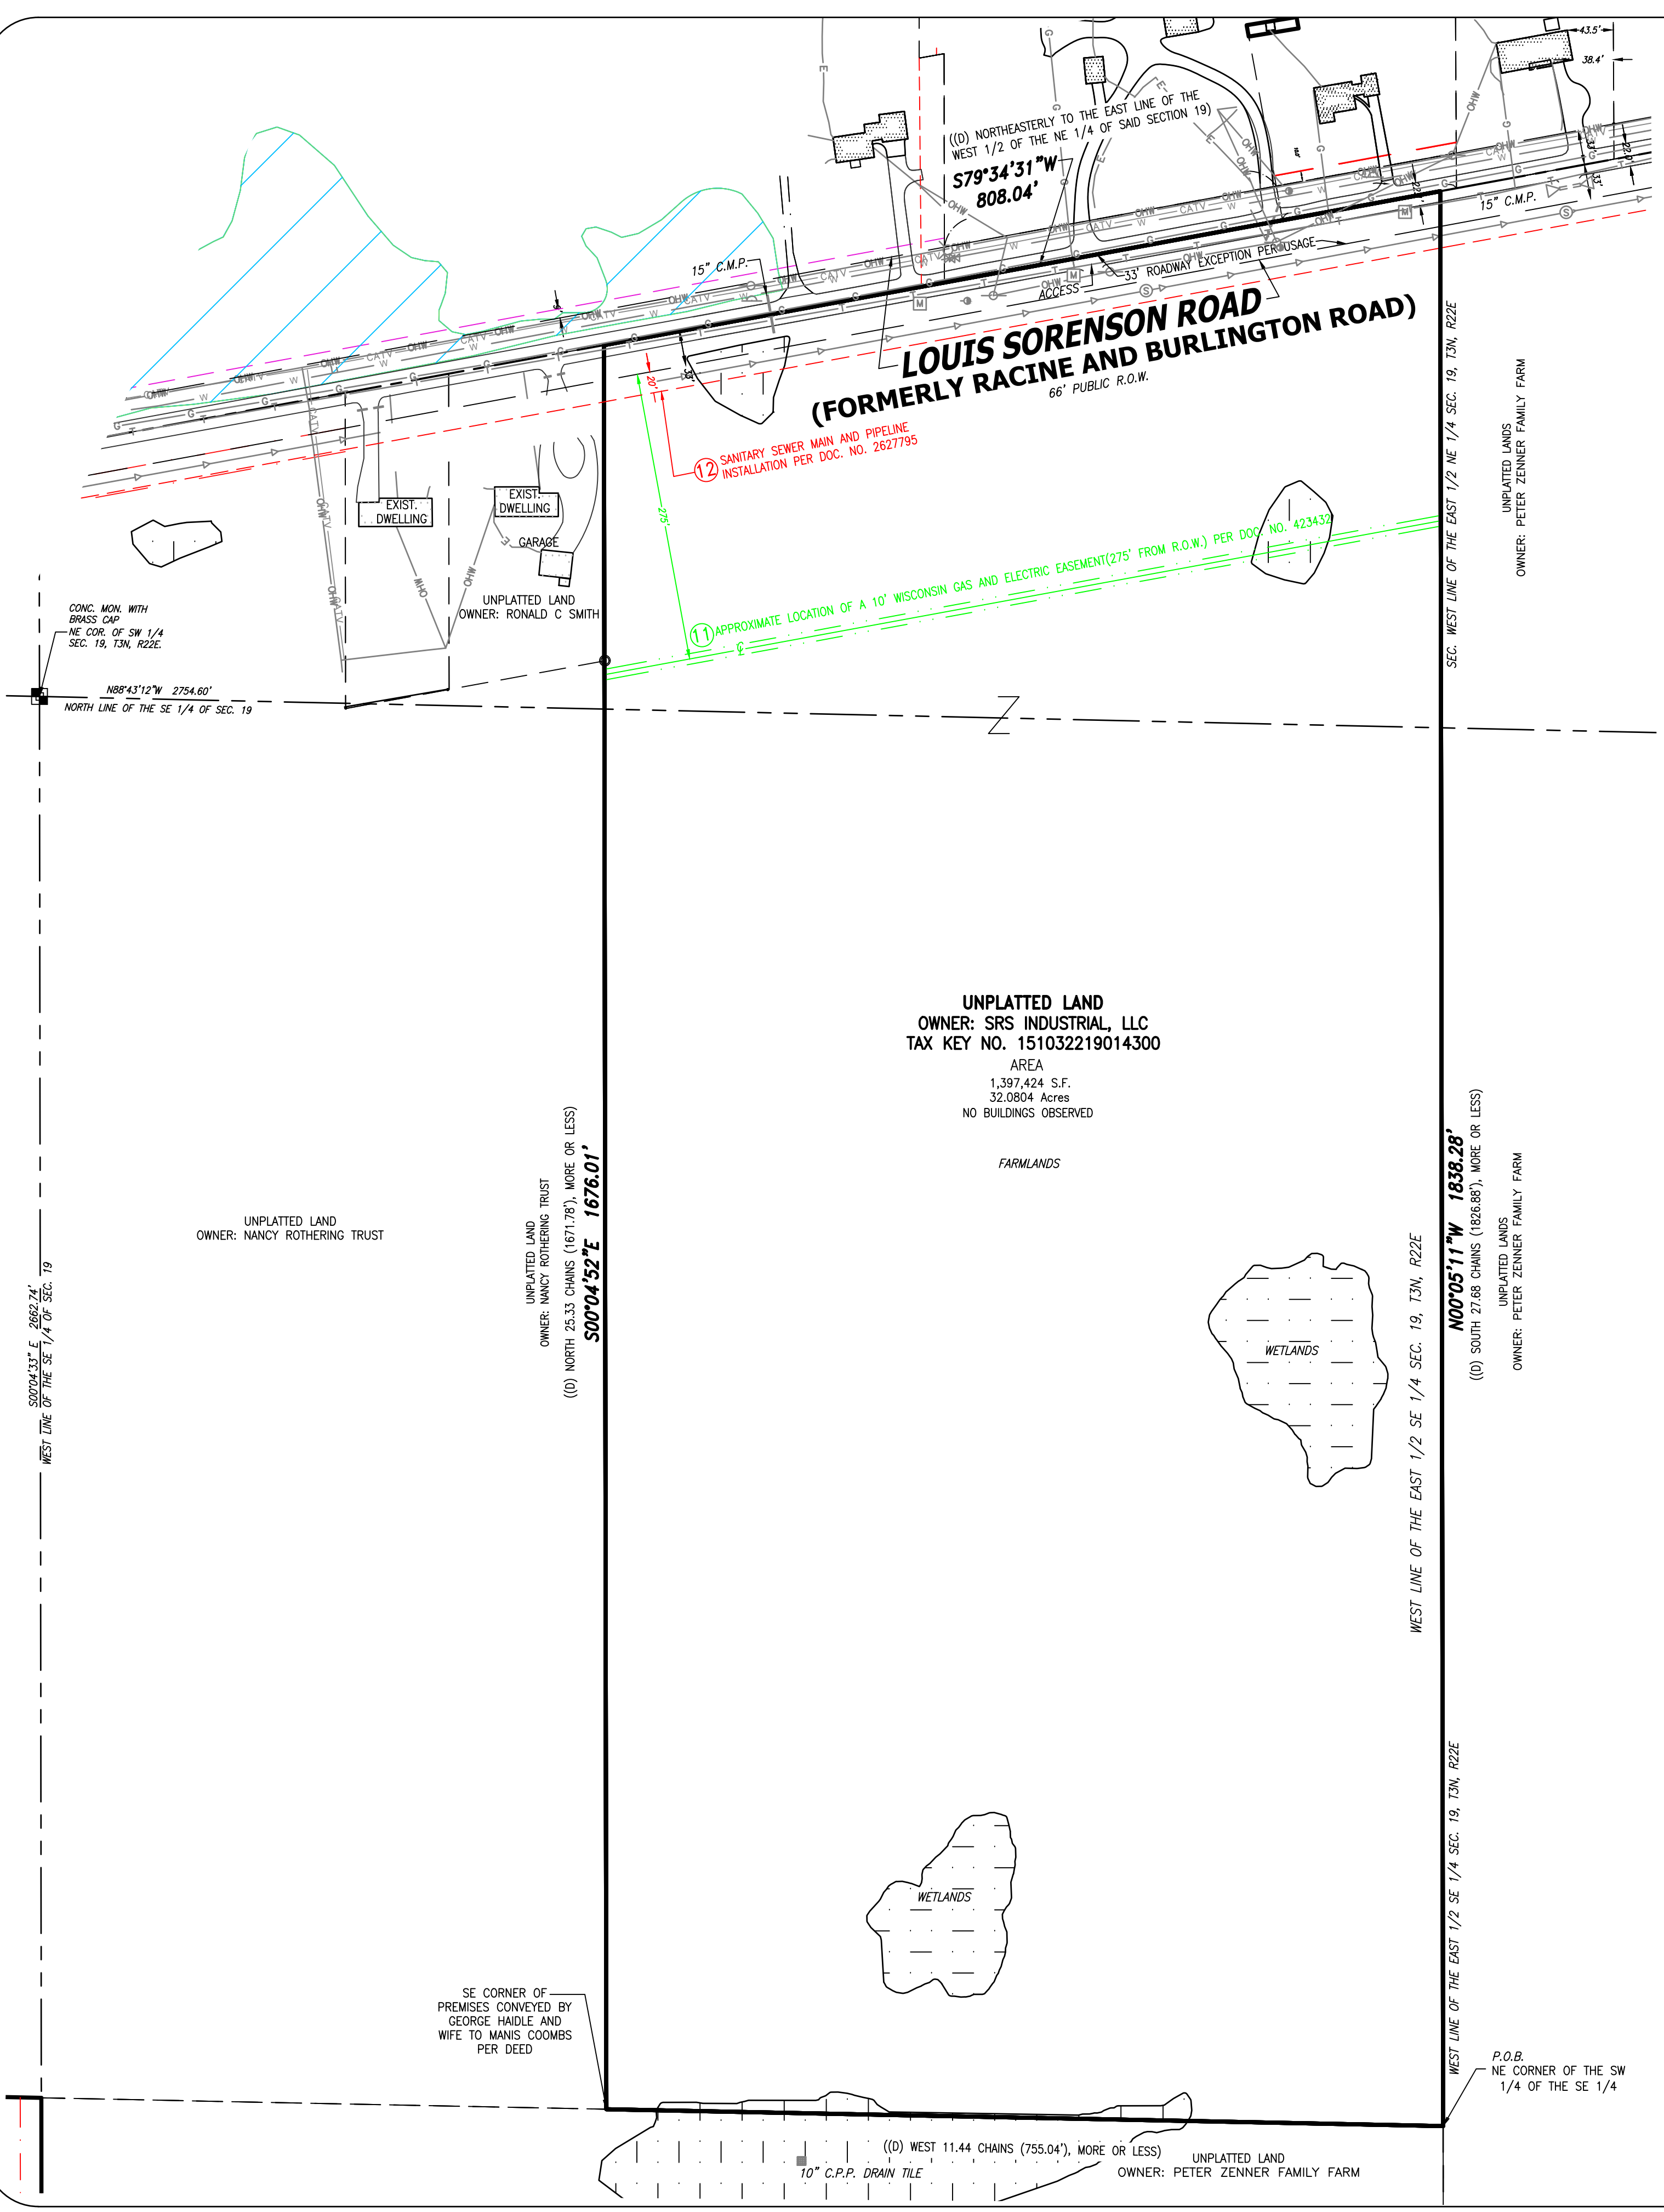 43.5'
38.4'
((D) NORTHEASTERLY TO THE EAST LINE OF THE
WEST 1/2 OF THE NE 1/4 OF SAID SECTION 19)
S79°34'31"W
808.04'
15" C.M.P.
15" C.M.P.
33'
33'
22.0'
33' ROADWAY EXCEPTION PER USAGE
ACCESS
LOUIS SORENSON ROAD
(FORMERLY RACINE AND BURLINGTON ROAD)
66' PUBLIC R.O.W.
33'
20'
12
SANITARY SEWER MAIN AND PIPELINE
INSTALLATION PER DOC. NO. 2627795
275'
11
APPROXIMATE LOCATION OF A 10' WISCONSIN GAS AND ELECTRIC EASEMENT(275' FROM R.O.W.) PER DOC. NO. 423432
EXIST.
DWELLING
EXIST.
DWELLING
GARAGE
UNPLATTED LAND
OWNER: RONALD C SMITH
CONC. MON. WITH
BRASS CAP
NE COR. OF SW 1/4
SEC. 19, T3N, R22E.
N88°43'12"W 2754.60'
NORTH LINE OF THE SE 1/4 OF SEC. 19
SEC. WEST LINE OF THE EAST 1/2 NE 1/4 SEC. 19, T3N, R22E
UNPLATTED LANDS
OWNER: PETER ZENNER FAMILY FARM
UNPLATTED LAND
OWNER: SRS INDUSTRIAL, LLC
TAX KEY NO. 151032219014300
AREA
1,397,424 S.F.
32.0804 Acres
NO BUILDINGS OBSERVED
FARMLANDS
UNPLATTED LAND
OWNER: NANCY ROTHERING TRUST
UNPLATTED LAND
OWNER: NANCY ROTHERING TRUST
((D) NORTH 25.33 CHAINS (1671.78'), MORE OR LESS)
S00°04'52"E 1676.01'
S00°04'33" E 2662.74'
WEST LINE OF THE SE 1/4 OF SEC. 19
WEST LINE OF THE EAST 1/2 SE 1/4 SEC. 19, T3N, R22E
N00°05'11"W 1838.28'
((D) SOUTH 27.68 CHAINS (1826.88'), MORE OR LESS)
UNPLATTED LANDS
OWNER: PETER ZENNER FAMILY FARM
WETLANDS
WETLANDS
WEST LINE OF THE EAST 1/2 SE 1/4 SEC. 19, T3N, R22E
SE CORNER OF
PREMISES CONVEYED BY
GEORGE HAIDLE AND
WIFE TO MANIS COOMBS
PER DEED
P.O.B.
NE CORNER OF THE SW
1/4 OF THE SE 1/4
((D) WEST 11.44 CHAINS (755.04'), MORE OR LESS)
10" C.P.P. DRAIN TILE
UNPLATTED LAND
OWNER: PETER ZENNER FAMILY FARM